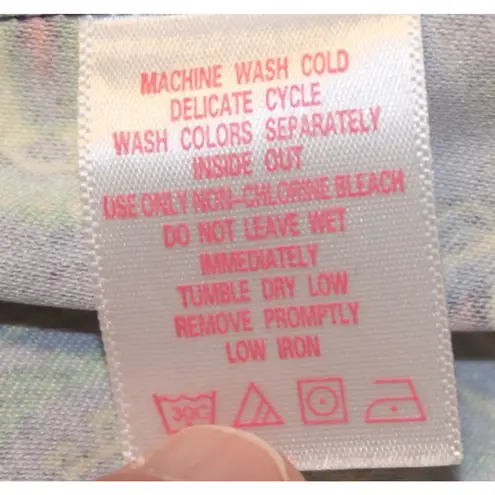 MACHINE WASH COLD
DELICATE CYCLE
WASH COLORS SEPARATELY
INSIDE OUT
USE ONLY NON-CHLORINE BLEACH
DO NOT LEAVE WET
IMMEDIATELY
TUMBLE DRY LOW
REMOVE PROMPTLY
LOW IRON
30C